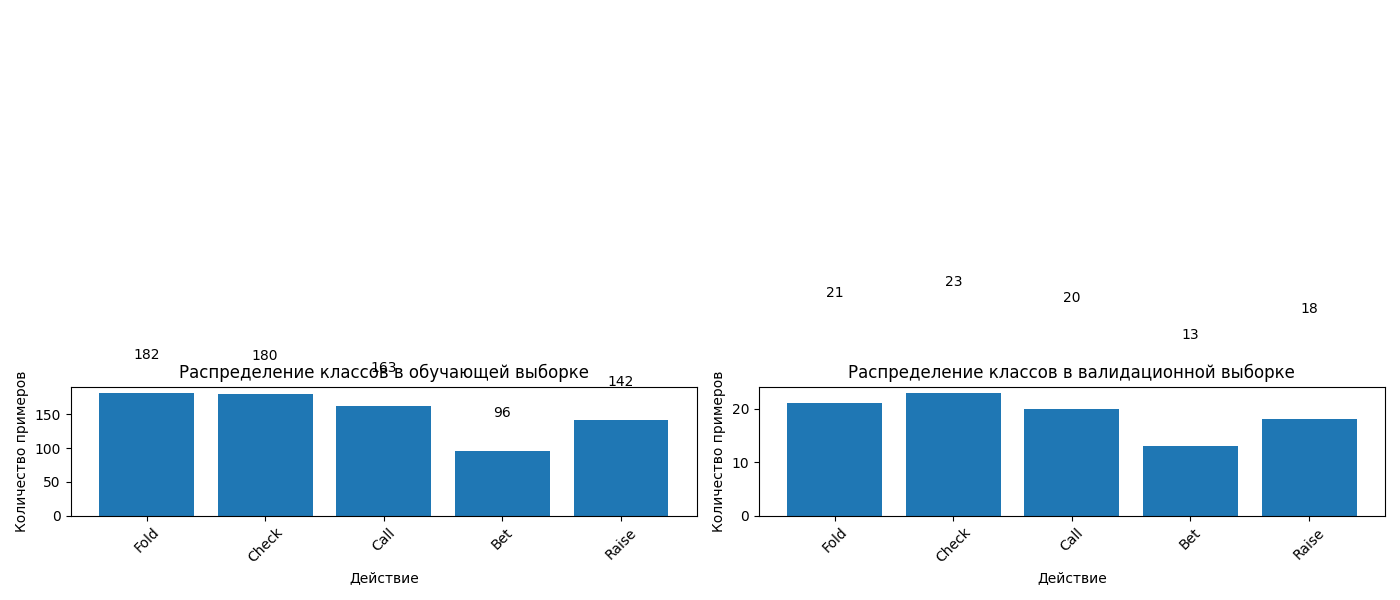 182
180
163
96
142
Распределение классов в обучающей выборке
Количество примеров
150
100
50
0
Fold
Check
Call
Bet
Raise
Действие
21
23
20
13
18
Распределение классов в валидационной выборке
Количество примеров
20
10
0
Fold
Check
Call
Bet
Raise
Действие